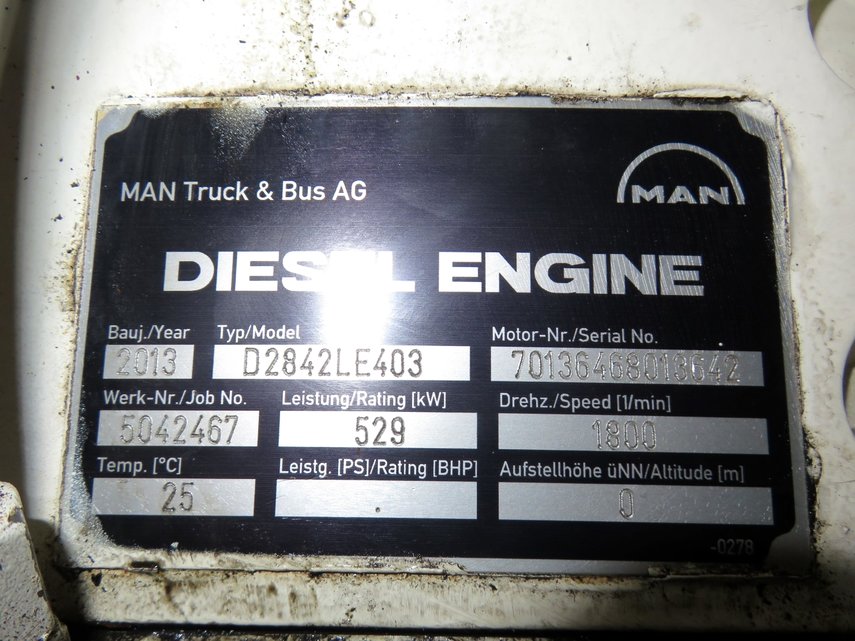 MAN Truck & Bus AG
MAN
DIESEL ENGINE
Bauj./Year Typ/Model Motor-Nr./Serial No.
2013 D2842LE403 70136468013642
Werk-Nr./Job No. Leistung/Rating [kW] Drehz./Speed [1/min]
5042467 529 1800
Temp. [°C] Leistg. [PS]/Rating [BHP] Aufstellhöhe üNN/Altitude [m]
25 . 0
-0278